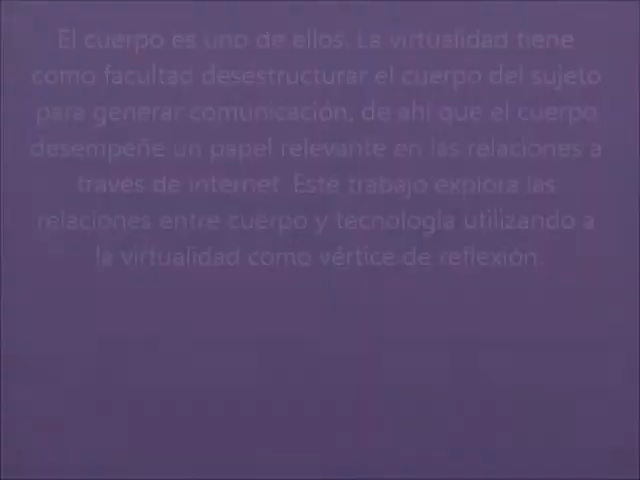 El cuerpo es uno de ellos. La virtualidad tiene
como facultad desestructurar el cuerpo del sujeto
para generar comunicación, de ahí que el cuerpo
desempeñe un papel relevante en las relaciones a
través de internet. Este trabajo explora las
relaciones entre cuerpo y tecnología utilizando a
la virtualidad como vértice de reflexión.